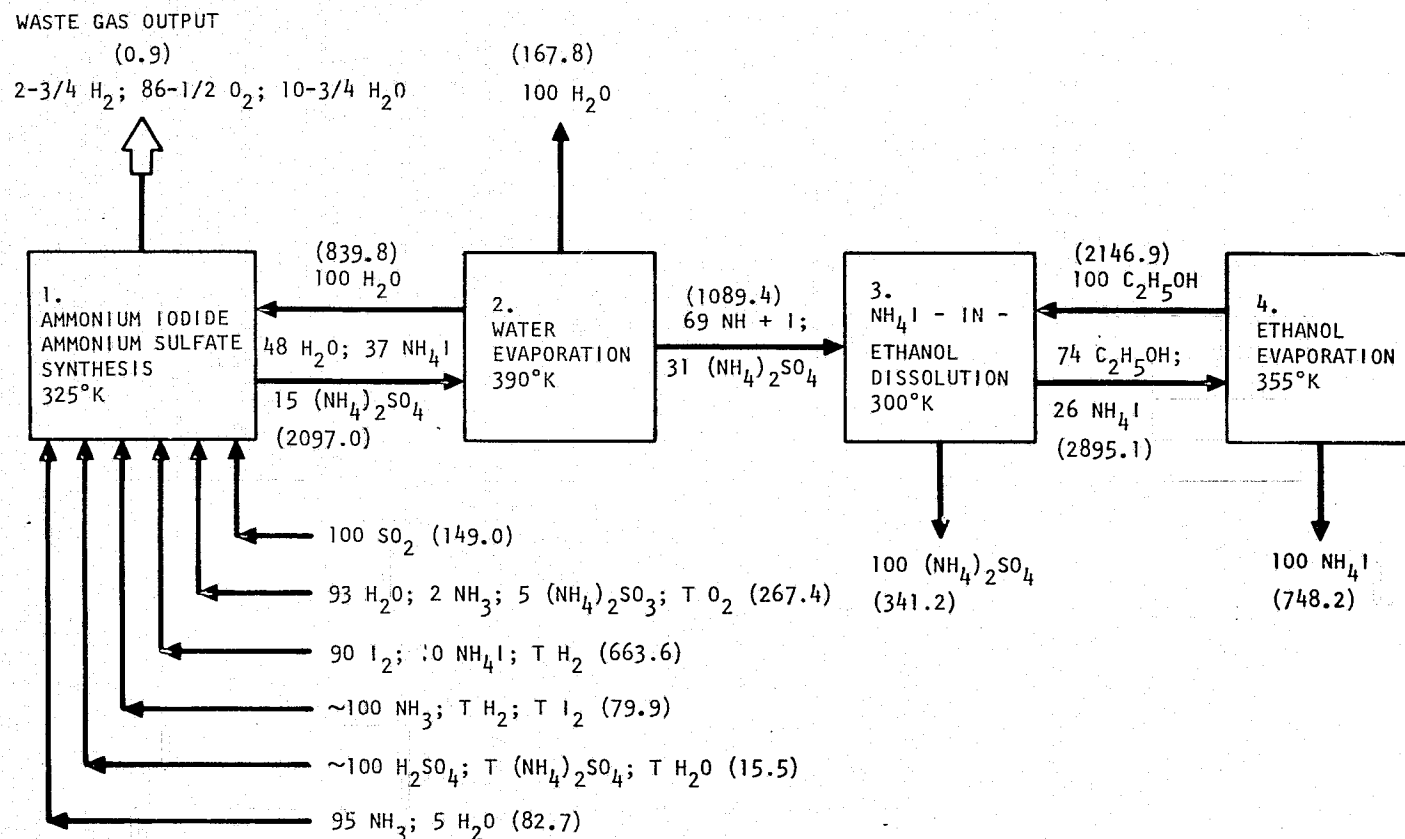 WASTE GAS OUTPUT
(0.9)
2-3/4 H₂; 86-1/2 O₂; 10-3/4 H₂O
(167.8)
100 H₂O
1.
AMMONIUM IODIDE
AMMONIUM SULFATE
SYNTHESIS
325°K
(839.8)
100 H₂O
48 H₂O; 37 NH₄I
15 (NH₄)₂SO₄
(2097.0)
2.
WATER
EVAPORATION
390°K
(1089.4)
69 NH + I;
31 (NH₄)₂SO₄
3.
NH₄I - IN -
ETHANOL
DISSOLUTION
300°K
(2146.9)
100 C₂H₅OH
74 C₂H₅OH;
26 NH₄I
(2895.1)
4.
ETHANOL
EVAPORATION
355°K
100 (NH₄)₂SO₄
(341.2)
100 NH₄I
(748.2)
100 SO₂ (149.0)
93 H₂O; 2 NH₃; 5 (NH₄)₂SO₃; T O₂ (267.4)
90 I₂; NH₄I; T H₂ (663.6)
~100 NH₃; T H₂; T I₂ (79.9)
~100 H₂SO₄; T (NH₄)₂SO₄; T H₂O (15.5)
95 NH₃; 5 H₂O (82.7)